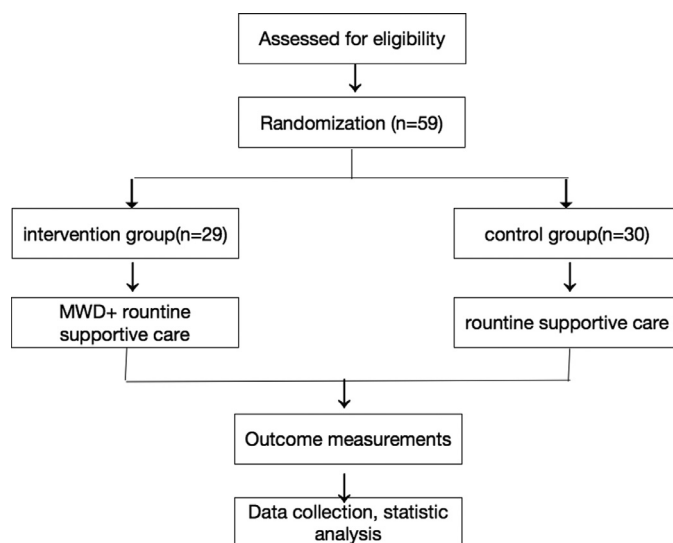 Assessed for eligibility
Randomization (n=59)
intervention group(n=29)
control group(n=30)
MWD+ rountine
supportive care
rountine supportive care
Outcome measurements
Data collection, statistic
analysis